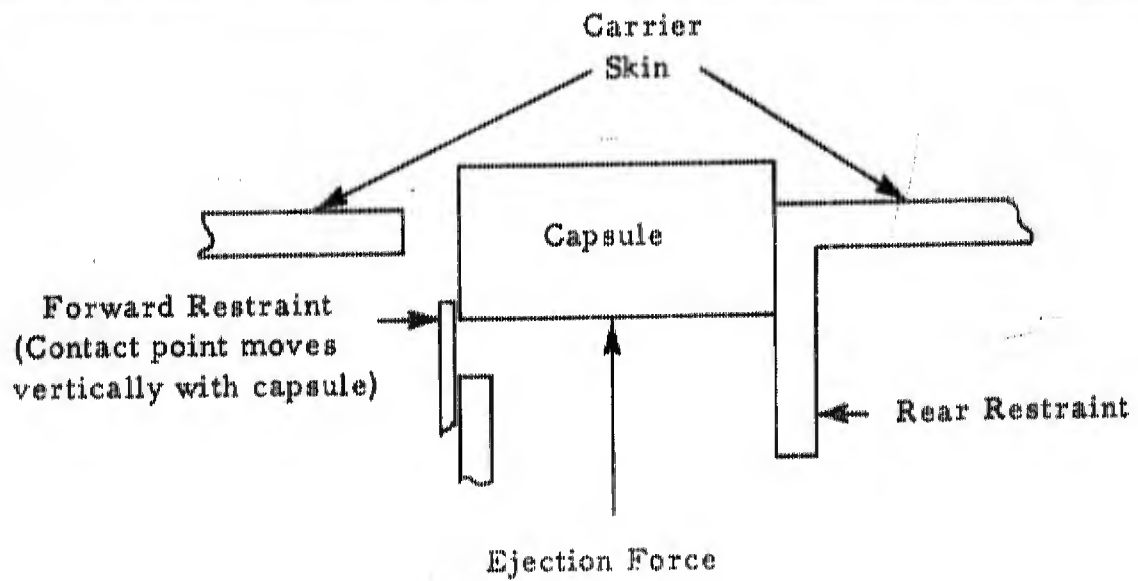 Carrier
Skin
Capsule
Forward Restraint
(Contact point moves
vertically with capsule)
Rear Restraint
Ejection Force